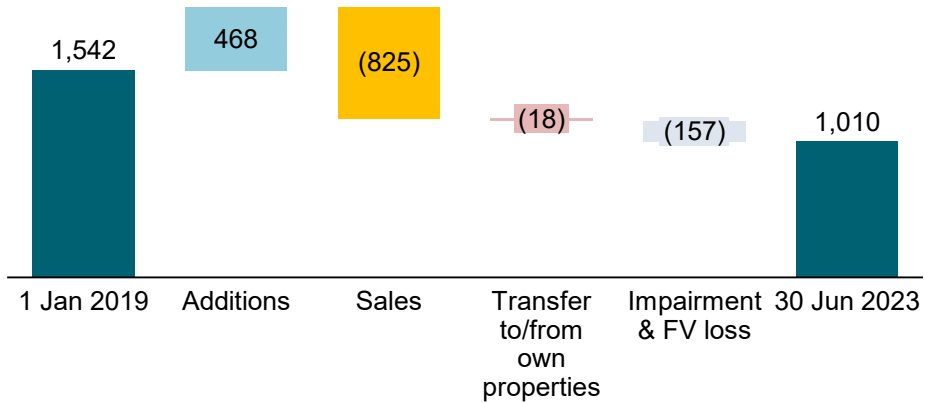 1,542
468
(825)
(18)
(157)
1,010
1 Jan 2019
Additions
Sales
Transfer
to/from
own
properties
Impairment
& FV loss
30 Jun 2023